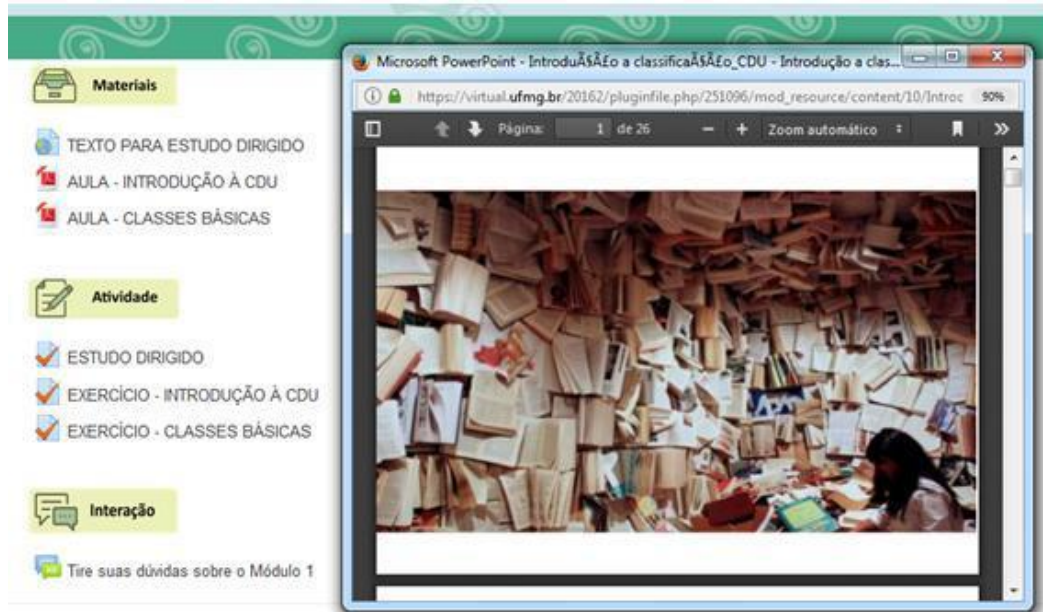 Materiais
TEXTO PARA ESTUDO DIRIGIDO
AULA - INTRODUÇÃO À CDU
AULA - CLASSES BÁSICAS
Atividade
ESTUDO DIRIGIDO
EXERCÍCIO - INTRODUÇÃO À CDU
EXERCÍCIO - CLASSES BÁSICAS
Interação
Tire suas dúvidas sobre o Módulo 1
Microsoft PowerPoint - IntroduÃ§Ã£o a classificaÃ§Ã£o_CDU - Introdução a clas...
https://virtual.ufmg.br/20162/pluginfile.php/251096/mod_resource/content/10/Introc 90%
Página: 1 de 26 − + Zoom automático